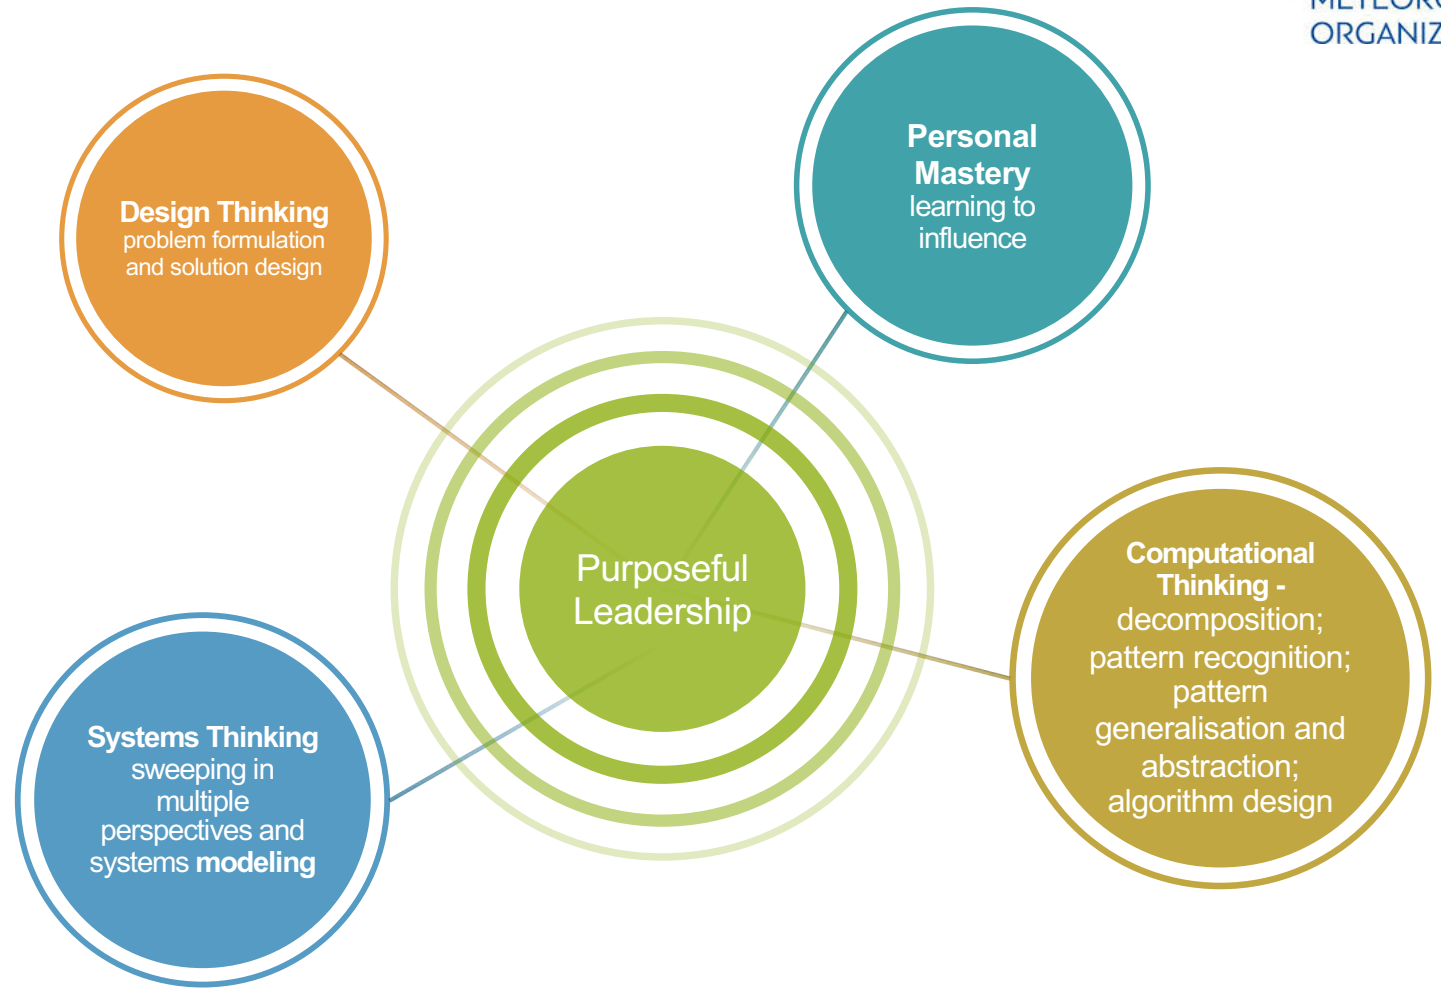 ORGANIZ
Personal
Mastery
learning to
influence
Design Thinking
problem formulation
and solution design
Purposeful
Leadership
Computational
Thinking -
decomposition;
pattern recognition;
pattern
generalisation and
abstraction;
algorithm design
Systems Thinking
sweeping in
multiple
perspectives and
systems modeling